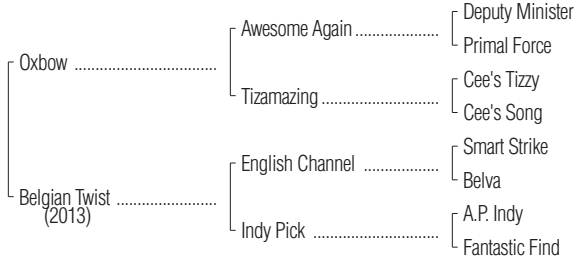 Deputy Minister
Awesome Again ....................
Primal Force
Oxbow ..................................
Cee's Tizzy
Tizamazing ............................
Cee's Song
Smart Strike
English Channel ..................
Belva
Belgian Twist ........................
(2013)
A.P. Indy
Indy Pick ..............................
Fantastic Find